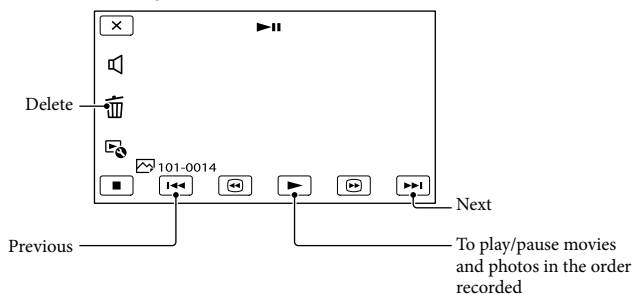 Delete
101-0014
Next
Previous
To play/pause movies
and photos in the order
recorded